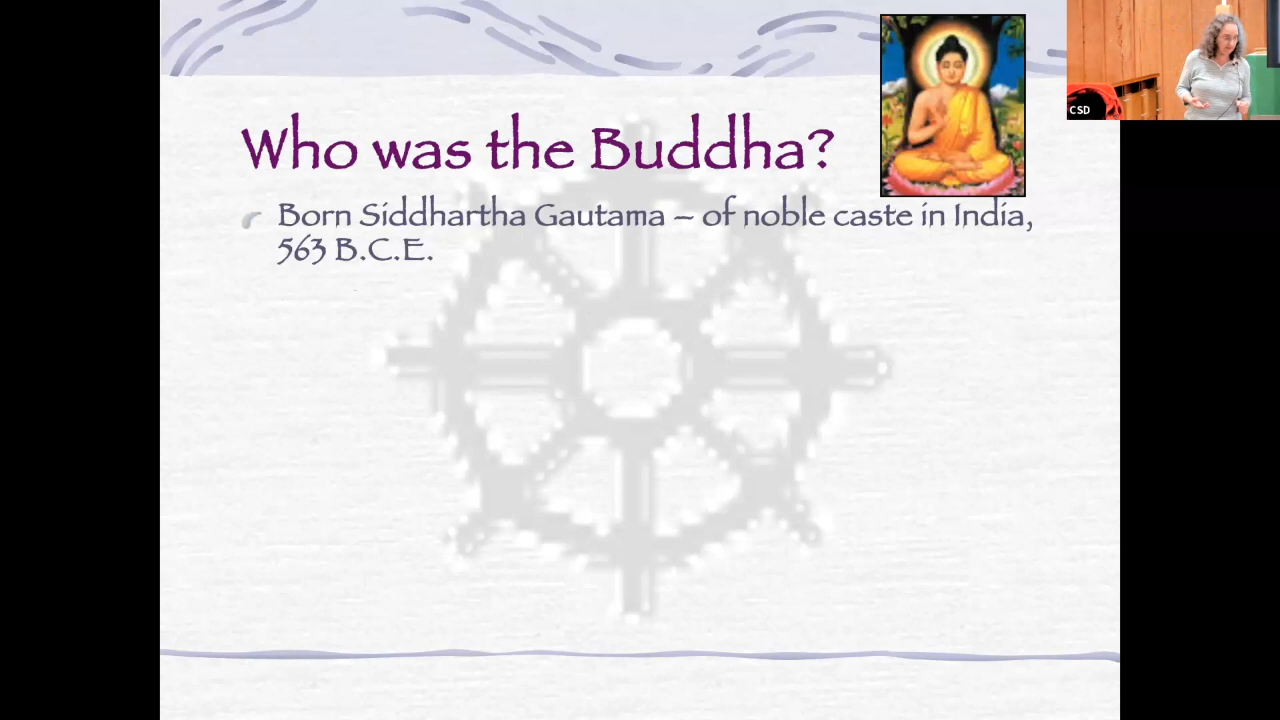 Who was the Buddha?
Born Siddhartha Gautama – of noble caste in India,
563 B.C.E.
CSD